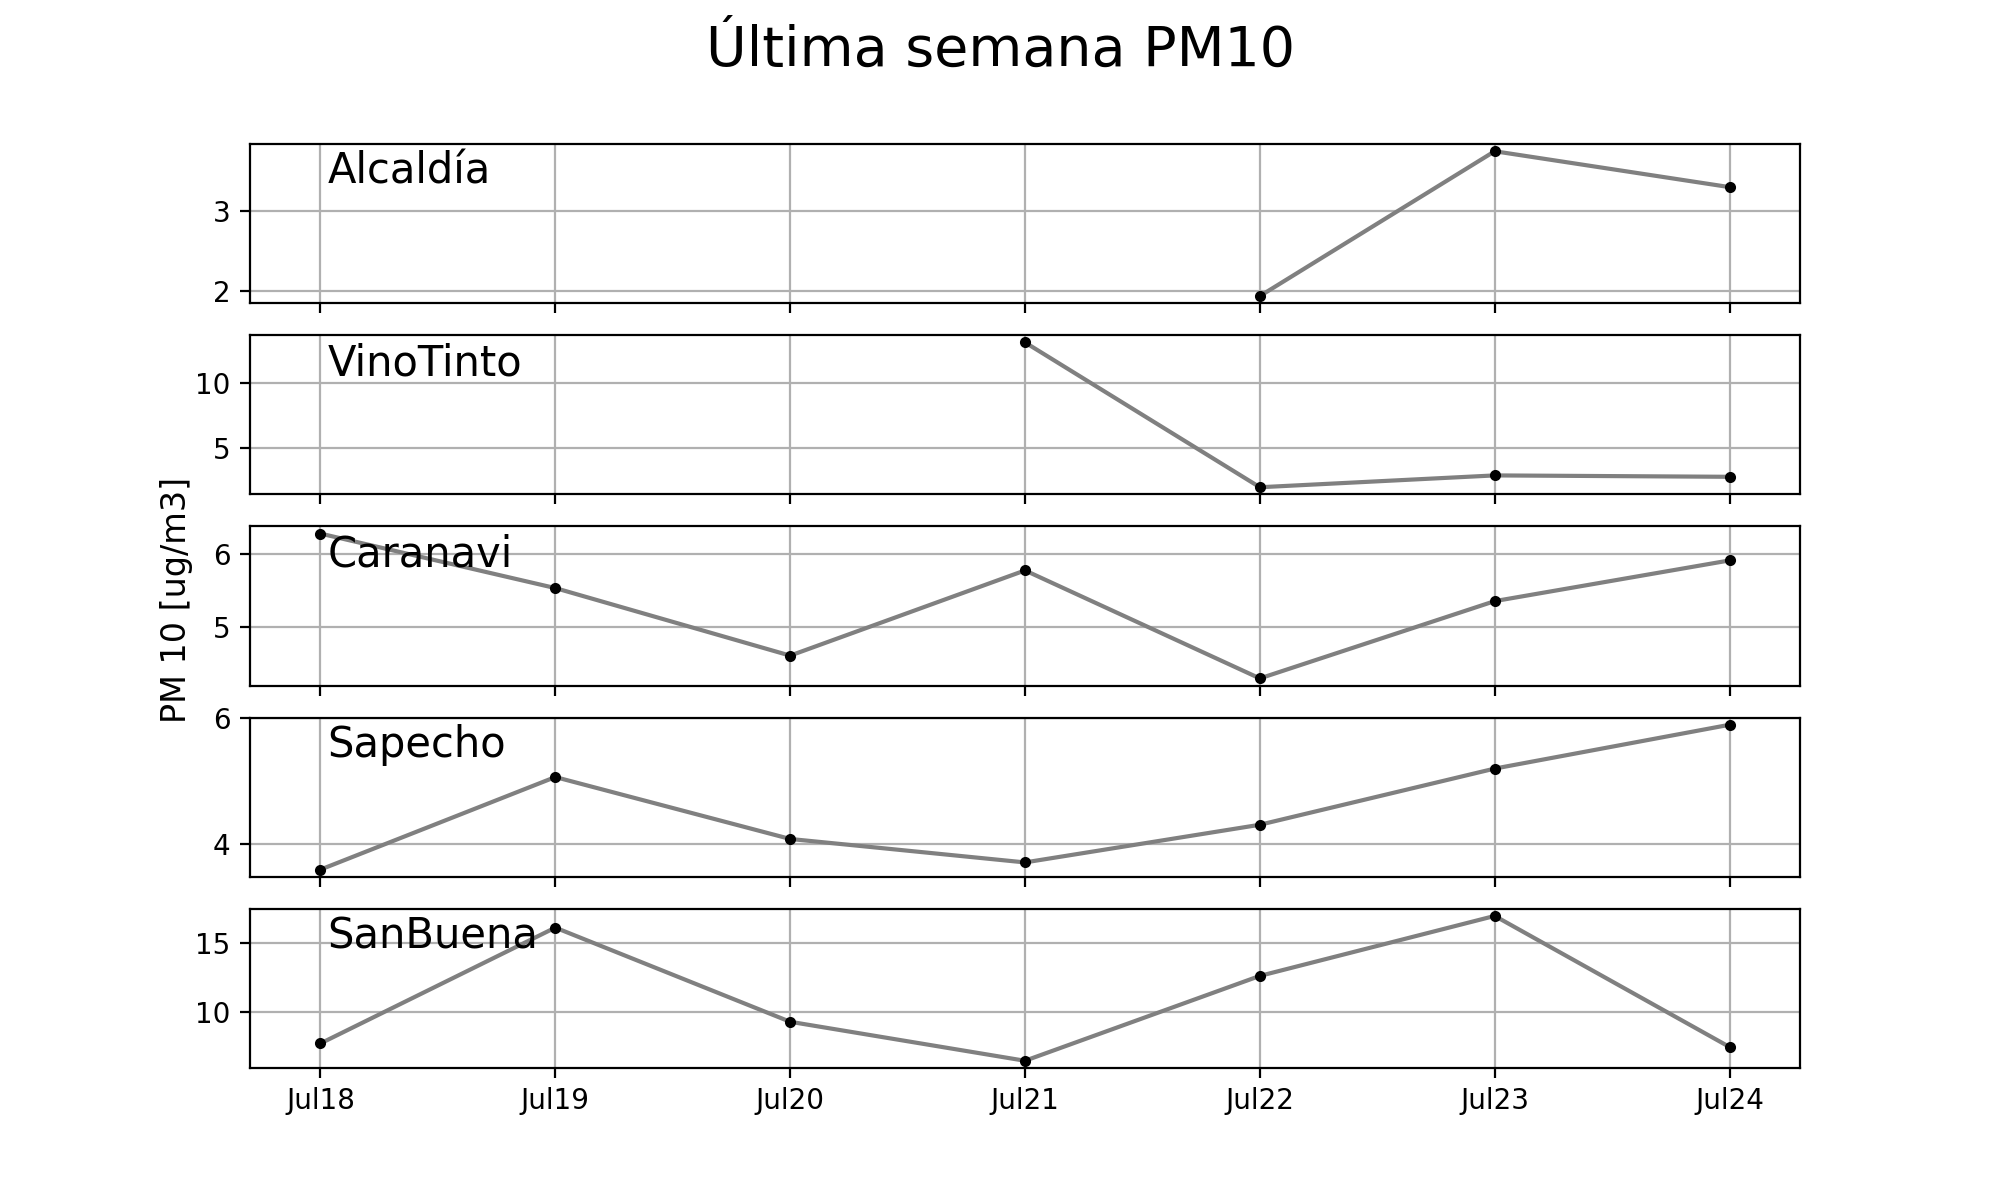 Última semana PM10
Alcaldía
3
2
VinoTinto
10
5
PM 10 [ug/m3]
Caranavi
6
5
Sapecho
6
4
SanBuena
15
10
Jul18 Jul19 Jul20 Jul21 Jul22 Jul23 Jul24